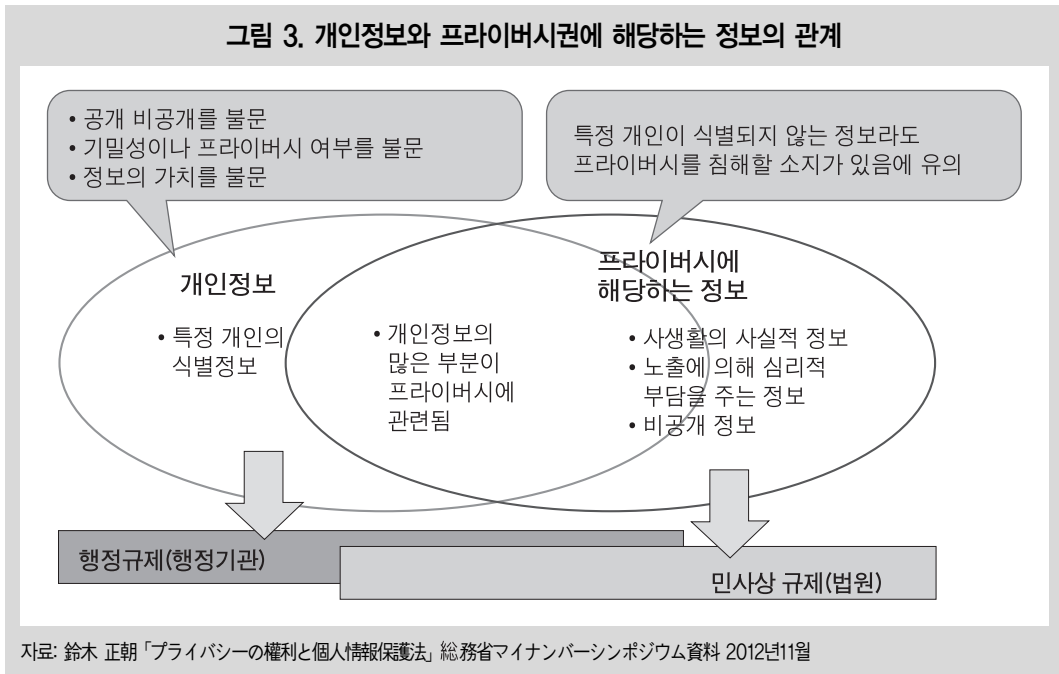 그림 3. 개인정보와 프라이버시권에 해당하는 정보의 관계
• 공개 비공개를 불문
• 기밀성이나 프라이버시 여부를 불문
• 정보의 가치를 불문
특정 개인이 식별되지 않는 정보라도
프라이버시를 침해할 소지가 있음에 유의
개인정보
• 특정 개인의
식별정보
• 개인정보의
많은 부분이
프라이버시에
관련됨
프라이버시에
해당하는 정보
• 사생활의 사실적 정보
• 노출에 의해 심리적
부담을 주는 정보
• 비공개 정보
행정규제(행정기관)
민사상 규제(법원)
자료: 鈴木 正朝「プライバシーの權利と個人情報保護法」総務省マイナンバーシンポジウム資料 2012년11월